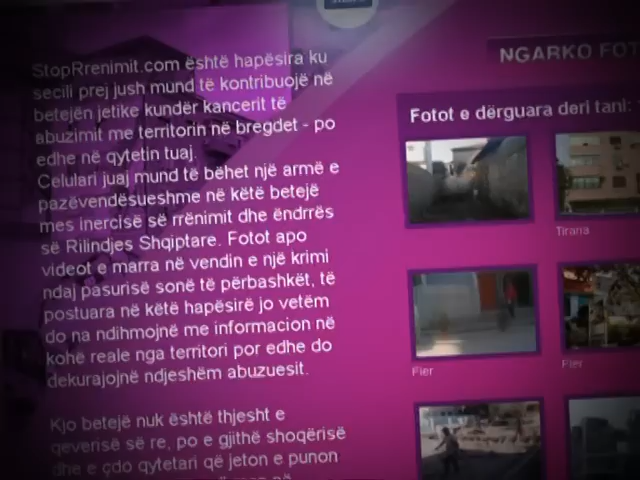 StopRrenimit.com është hapësira ku
secili prej jush mund të kontribuojë në
betejën jetike kundër kancerit të
abuzimit me territorin në bregdet - po
edhe në qytetin tuaj.
Celulari juaj mund të bëhet një armë e
pazëvendësueshme në këtë betejë
mes inercisë së rrënimit dhe ëndrrës
së Rilindjes Shqiptare. Fotot apo
videot e marra në vendin e një krimi
ndaj pasurisë sonë të përbashkët, të
postuara në këtë hapësirë jo vetëm
do na ndihmojnë me informacion në
kohë reale nga territori por edhe do
dekurajojnë ndjeshëm abuzuesit.
Kjo betejë nuk është thjesht e
qeverisë së re, po e gjithë shoqërisë
dhe e çdo qytetari që jeton e punon
NGARKO FOT
Fotot e dërguara deri tani:
Tirana
Fier
Fier